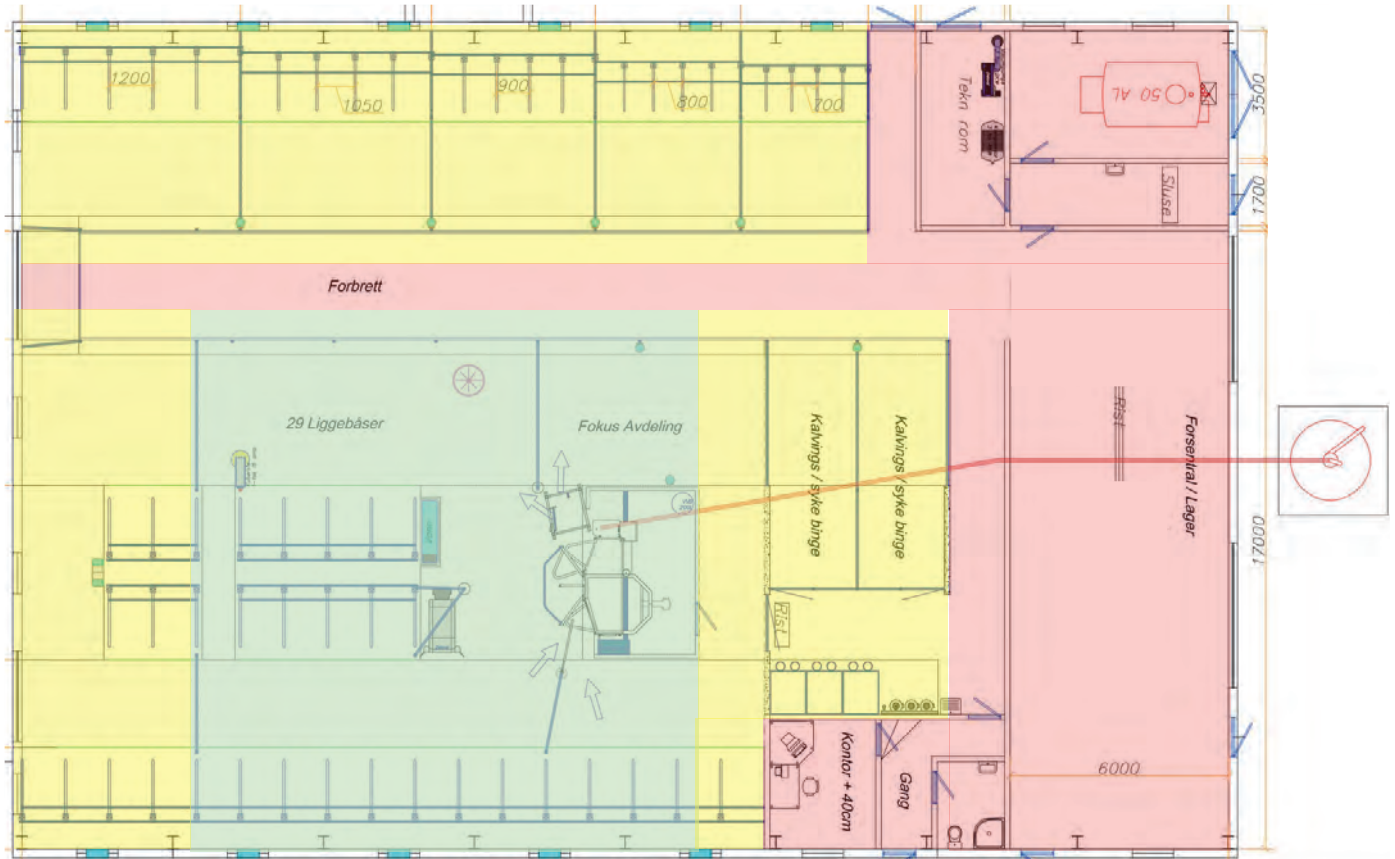 1200
1050
900
800
700
Tekn rom
50 AL
3500
Sluse
1700
Forbrett
29 Liggebåser
Fokus Avdeling
Kalvings / syke binge
Kalvings / syke binge
Rist
Forsentral / Lager
17000
Rist
Kontor + 40cm
Gang
6000